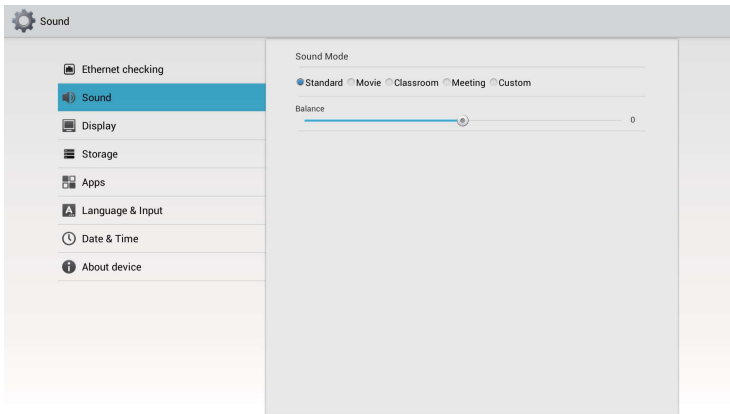 Sound
Ethernet checking
Sound
Display
Storage
Apps
Language & Input
Date & Time
About device
Sound Mode
Standard Movie Classroom Meeting Custom
Balance
0